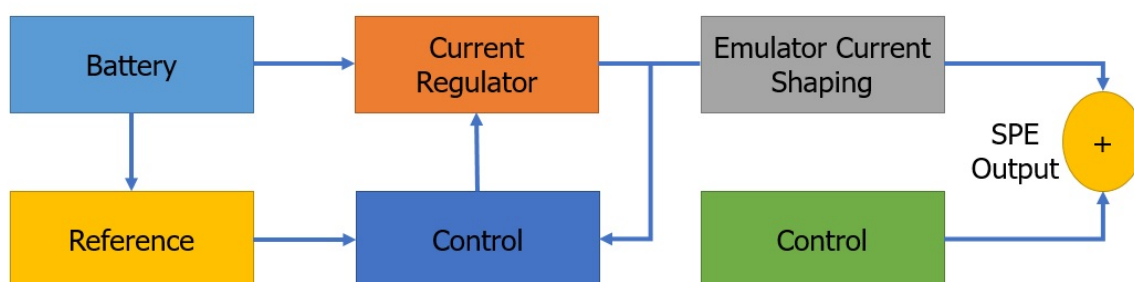 Battery
Current
Regulator
Emulator Current
Shaping
SPE
Output
+
Reference
Control
Control